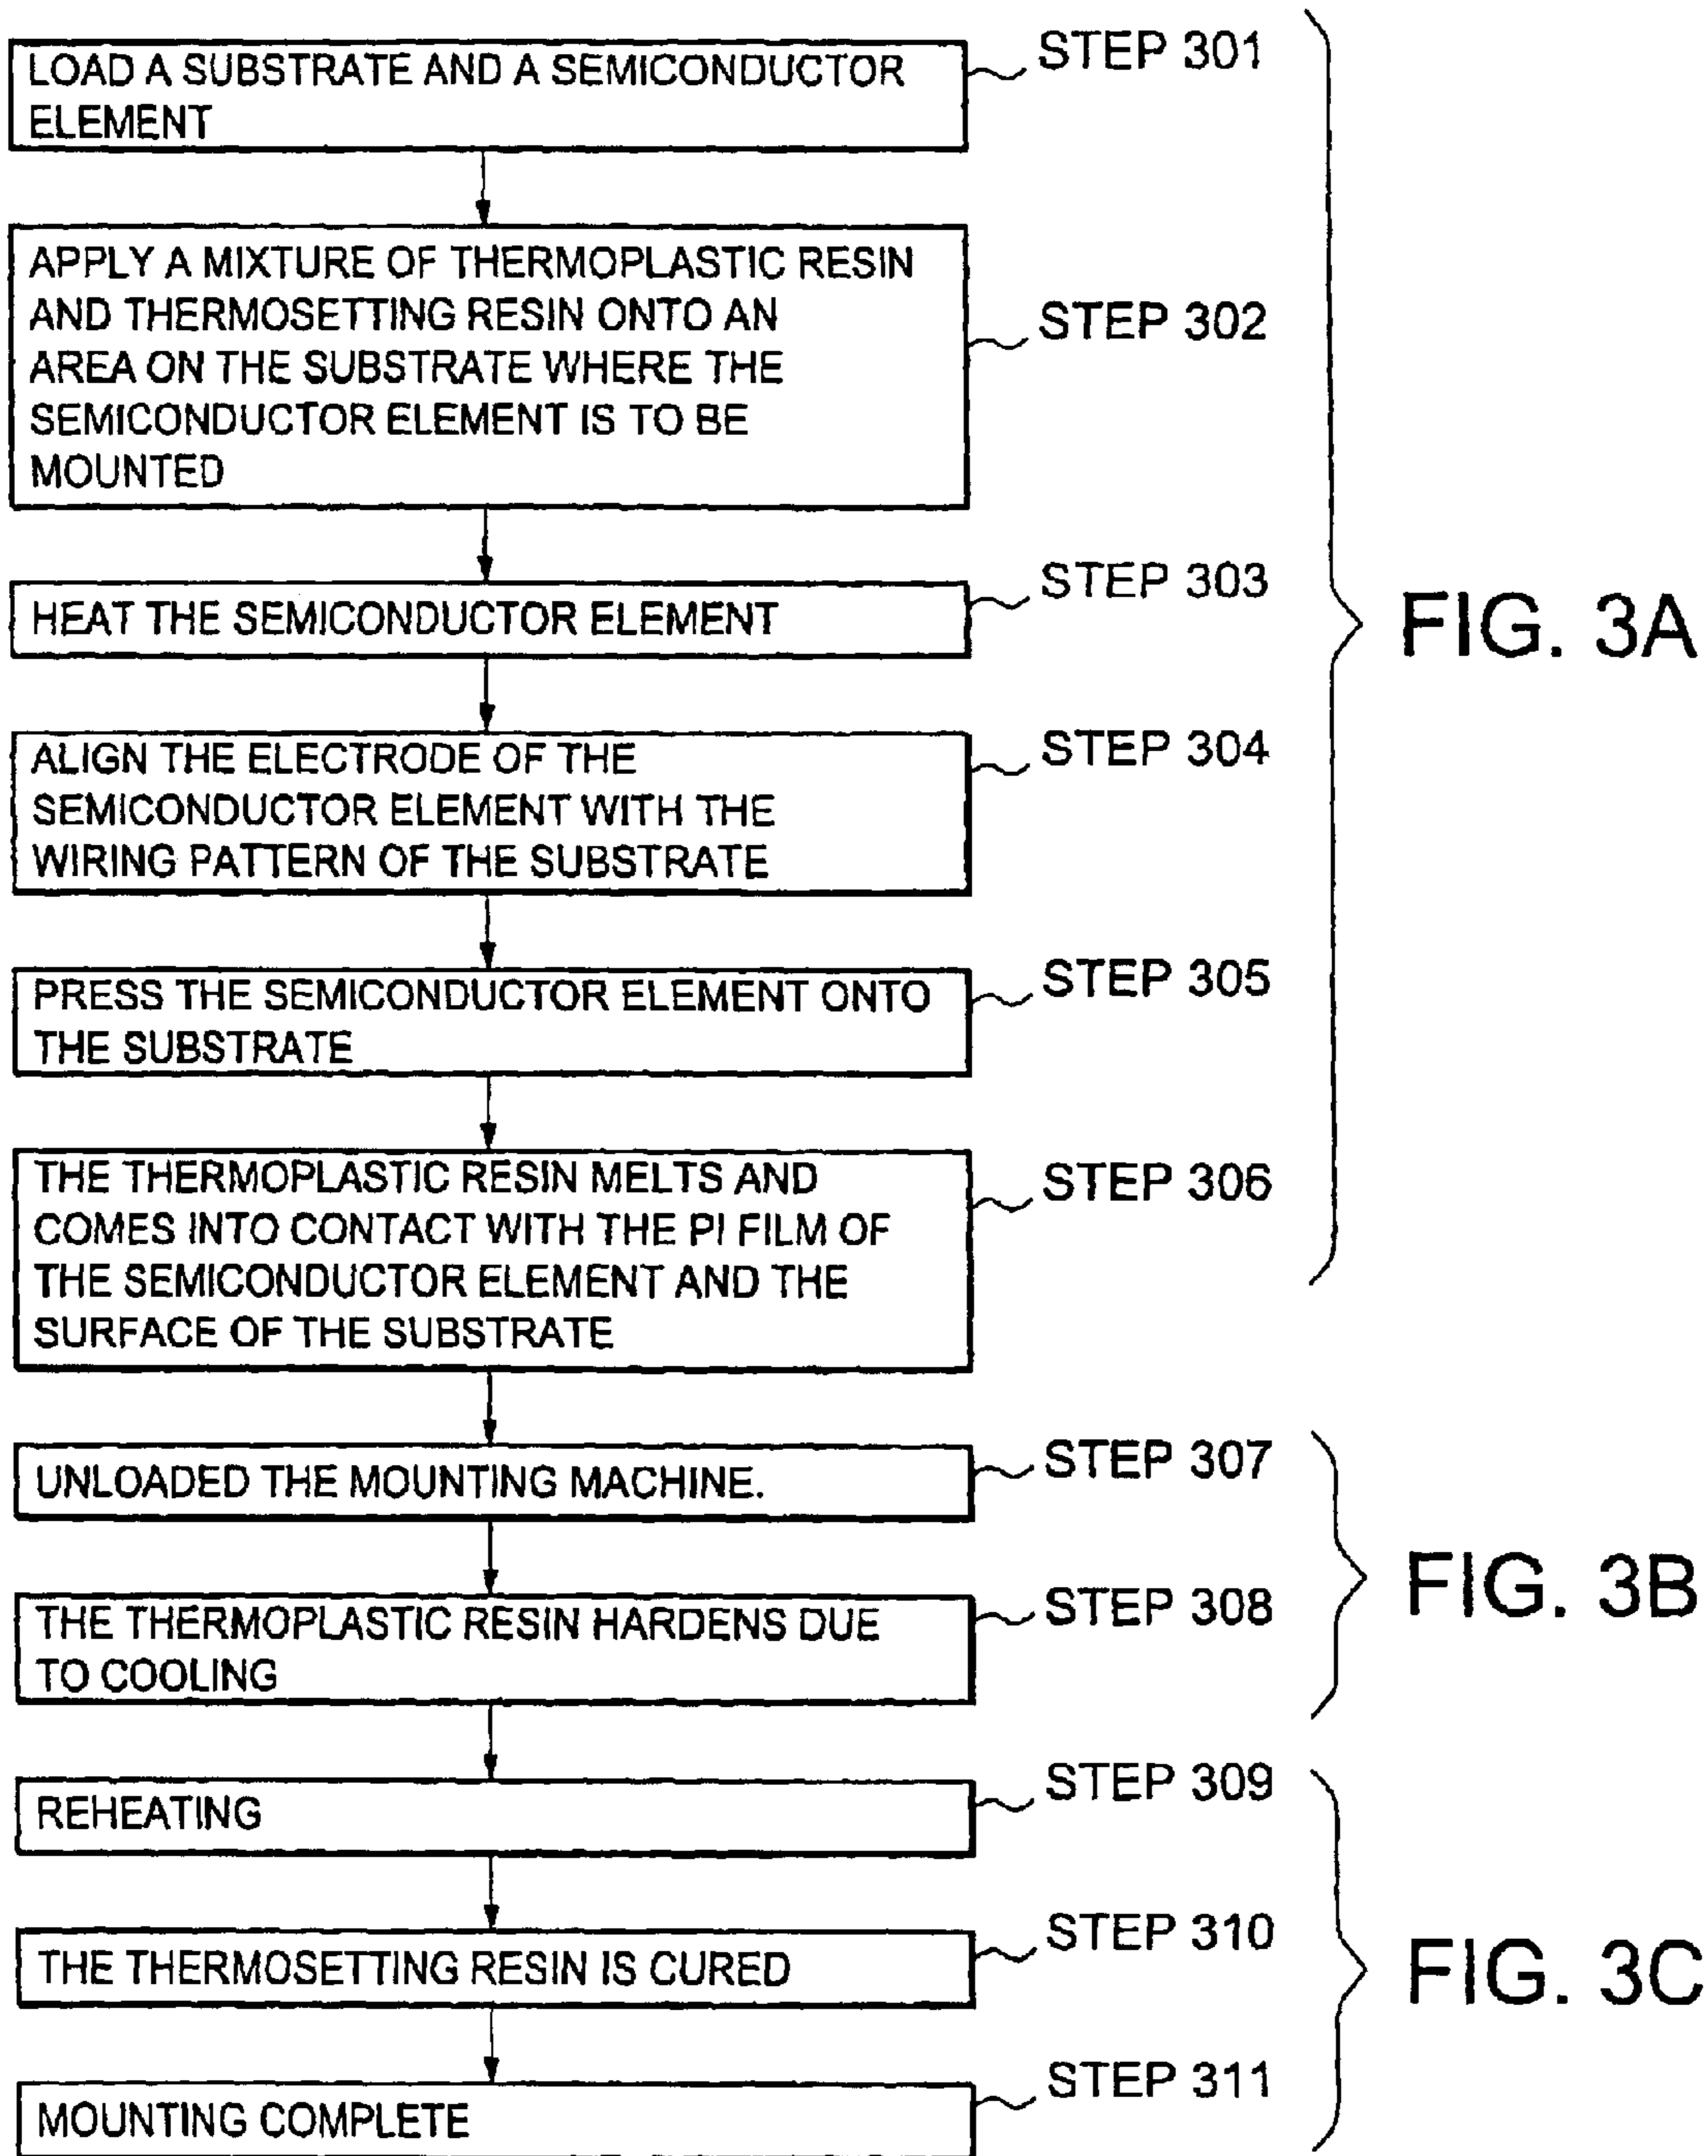 LOAD A SUBSTRATE AND A SEMICONDUCTOR
ELEMENT
STEP 301
APPLY A MIXTURE OF THERMOPLASTIC RESIN
AND THERMOSETTING RESIN ONTO AN
AREA ON THE SUBSTRATE WHERE THE
SEMICONDUCTOR ELEMENT IS TO BE
MOUNTED
STEP 302
HEAT THE SEMICONDUCTOR ELEMENT
STEP 303
FIG. 3A
ALIGN THE ELECTRODE OF THE
SEMICONDUCTOR ELEMENT WITH THE
WIRING PATTERN OF THE SUBSTRATE
STEP 304
PRESS THE SEMICONDUCTOR ELEMENT ONTO
THE SUBSTRATE
STEP 305
THE THERMOPLASTIC RESIN MELTS AND
COMES INTO CONTACT WITH THE PI FILM OF
THE SEMICONDUCTOR ELEMENT AND THE
SURFACE OF THE SUBSTRATE
STEP 306
UNLOADED THE MOUNTING MACHINE.
STEP 307
FIG. 3B
THE THERMOPLASTIC RESIN HARDENS DUE
TO COOLING
STEP 308
REHEATING
STEP 309
THE THERMOSETTING RESIN IS CURED
STEP 310
FIG. 3C
MOUNTING COMPLETE
STEP 311